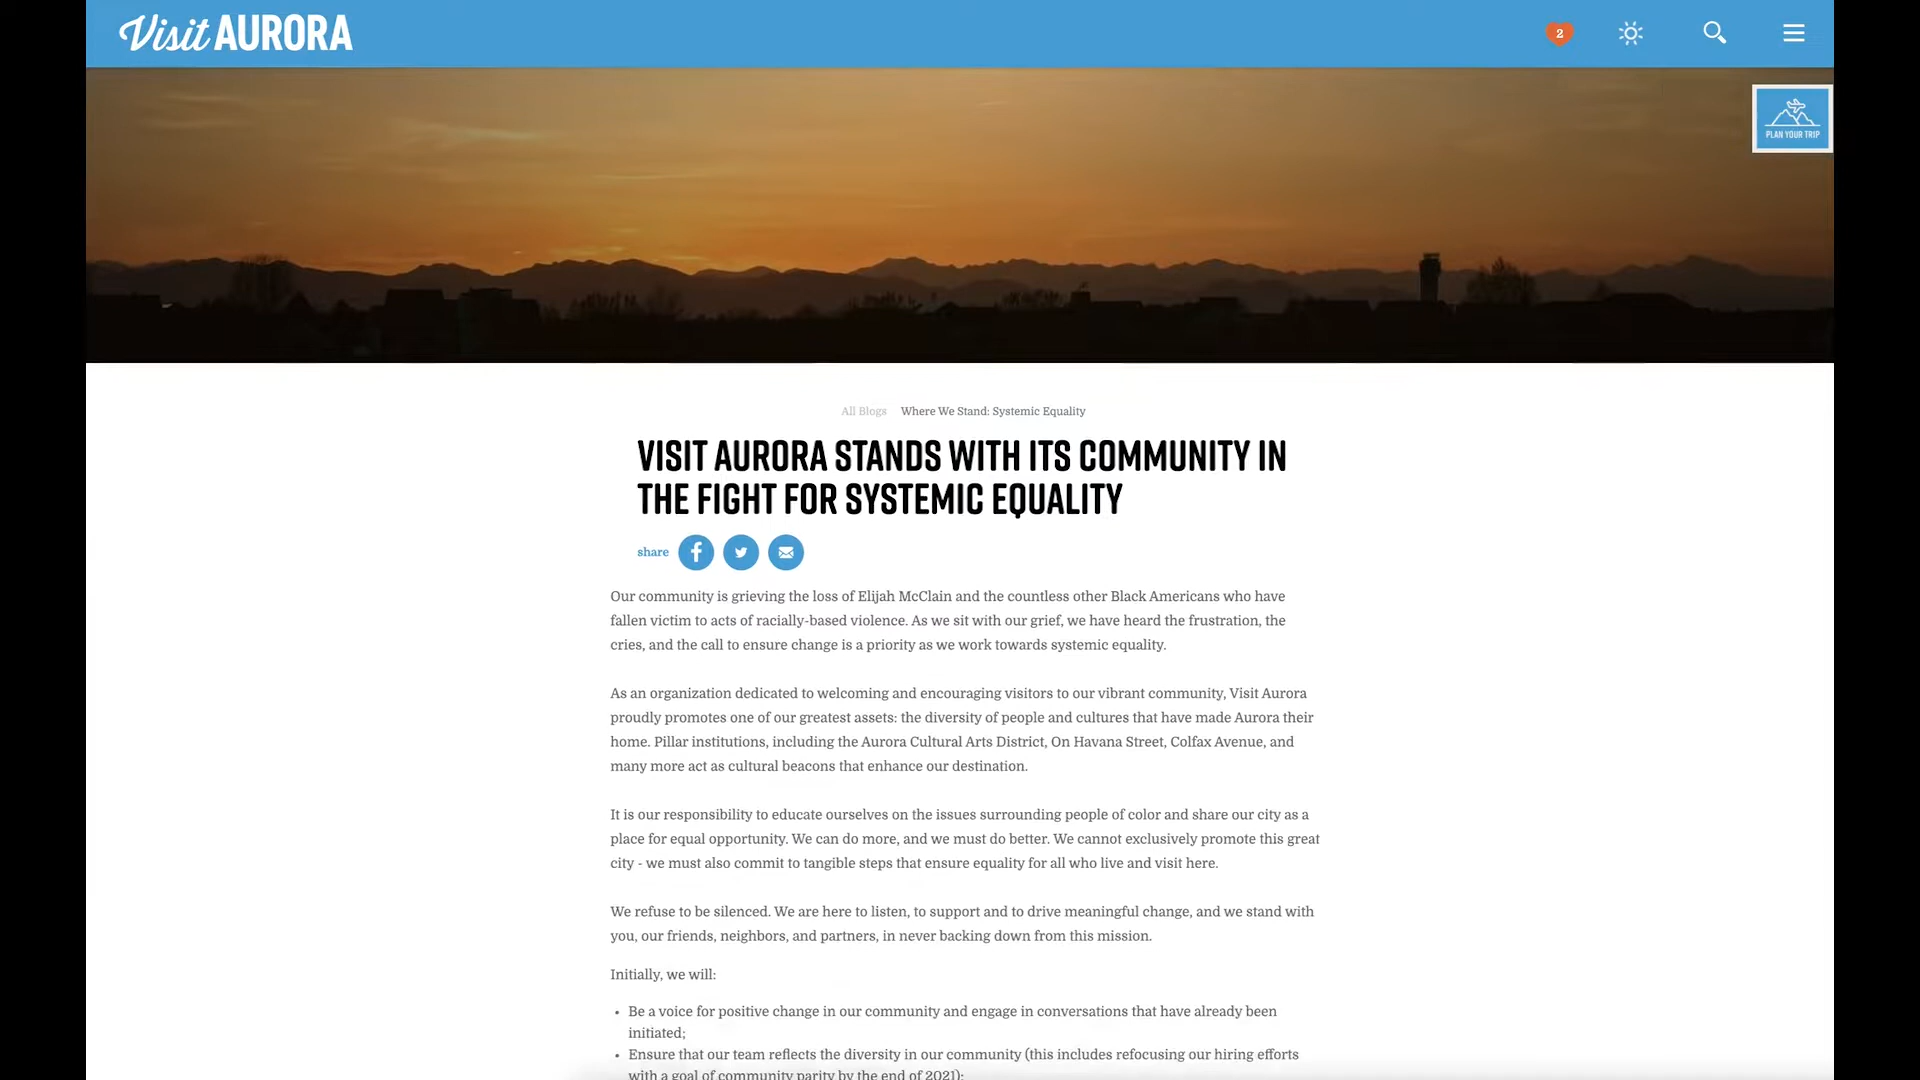 Visit AURORA
2
PLAN YOUR TRIP
All Blogs Where We Stand: Systemic Equality
VISIT AURORA STANDS WITH ITS COMMUNITY IN
THE FIGHT FOR SYSTEMIC EQUALITY
share
Our community is grieving the loss of Elijah McClain and the countless other Black Americans who have
fallen victim to acts of racially-based violence. As we sit with our grief, we have heard the frustration, the
cries, and the call to ensure change is a priority as we work towards systemic equality.
As an organization dedicated to welcoming and encouraging visitors to our vibrant community, Visit Aurora
proudly promotes one of our greatest assets: the diversity of people and cultures that have made Aurora their
home. Pillar institutions, including the Aurora Cultural Arts District, On Havana Street, Colfax Avenue, and
many more act as cultural beacons that enhance our destination.
It is our responsibility to educate ourselves on the issues surrounding people of color and share our city as a
place for equal opportunity. We can do more, and we must do better. We cannot exclusively promote this great
city - we must also commit to tangible steps that ensure equality for all who live and visit here.
We refuse to be silenced. We are here to listen, to support and to drive meaningful change, and we stand with
you, our friends, neighbors, and partners, in never backing down from this mission.
Initially, we will:
• Be a voice for positive change in our community and engage in conversations that have already been
initiated;
• Ensure that our team reflects the diversity in our community (this includes refocusing our hiring efforts
with a goal of community parity by the end of 2021);